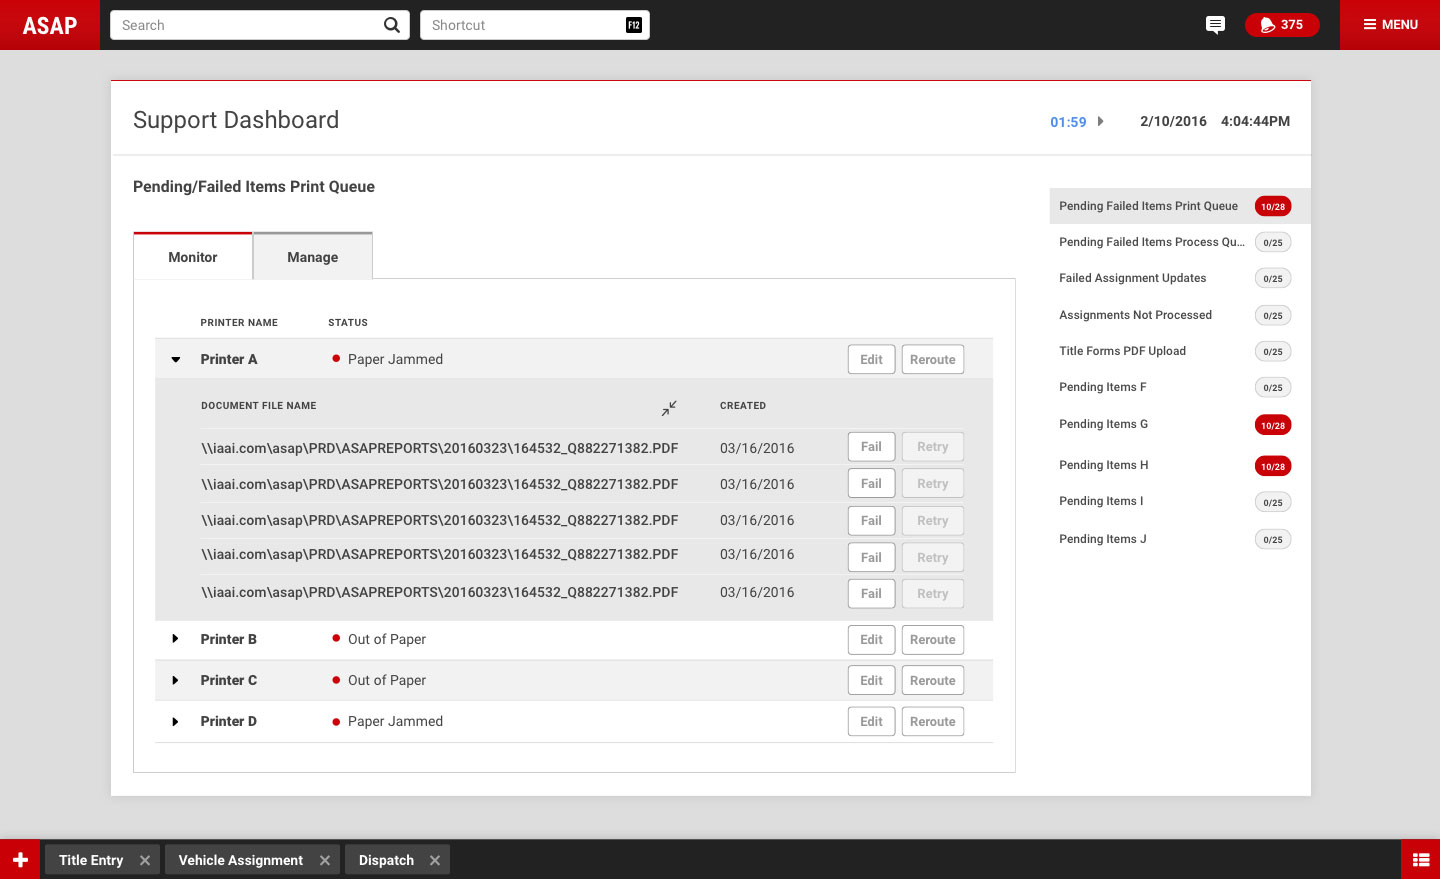 ASAP
Search
Shortcut
F12
375
MENU
Support Dashboard
01:59
2/10/2016 4:04:44PM
Pending/Failed Items Print Queue
Monitor
Manage
PRINTER NAME STATUS
Printer A Paper Jammed Edit Reroute
DOCUMENT FILE NAME CREATED
\\iaai.com\asap\PRD\ASAPREPORTS\20160323\164532_Q882271382.PDF 03/16/2016 Fail Retry
\\iaai.com\asap\PRD\ASAPREPORTS\20160323\164532_Q882271382.PDF 03/16/2016 Fail Retry
\\iaai.com\asap\PRD\ASAPREPORTS\20160323\164532_Q882271382.PDF 03/16/2016 Fail Retry
\\iaai.com\asap\PRD\ASAPREPORTS\20160323\164532_Q882271382.PDF 03/16/2016 Fail Retry
\\iaai.com\asap\PRD\ASAPREPORTS\20160323\164532_Q882271382.PDF 03/16/2016 Fail Retry
Printer B Out of Paper Edit Reroute
Printer C Out of Paper Edit Reroute
Printer D Paper Jammed Edit Reroute
Pending Failed Items Print Queue 10/28
Pending Failed Items Process Qu... 0/25
Failed Assignment Updates 0/25
Assignments Not Processed 0/25
Title Forms PDF Upload 0/25
Pending Items F 0/25
Pending Items G 10/28
Pending Items H 10/28
Pending Items I 0/25
Pending Items J 0/25
Title Entry
Vehicle Assignment
Dispatch